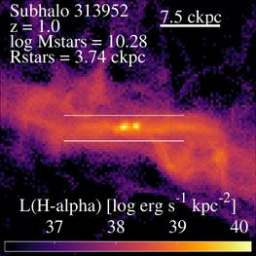 Subhalo 313952
7.5 ckpc
z = 1.0
log Mstars = 10.28
Rstars = 3.74 ckpc
L(H-alpha) [log erg s⁻¹ kpc⁻²]
37 38 39 40